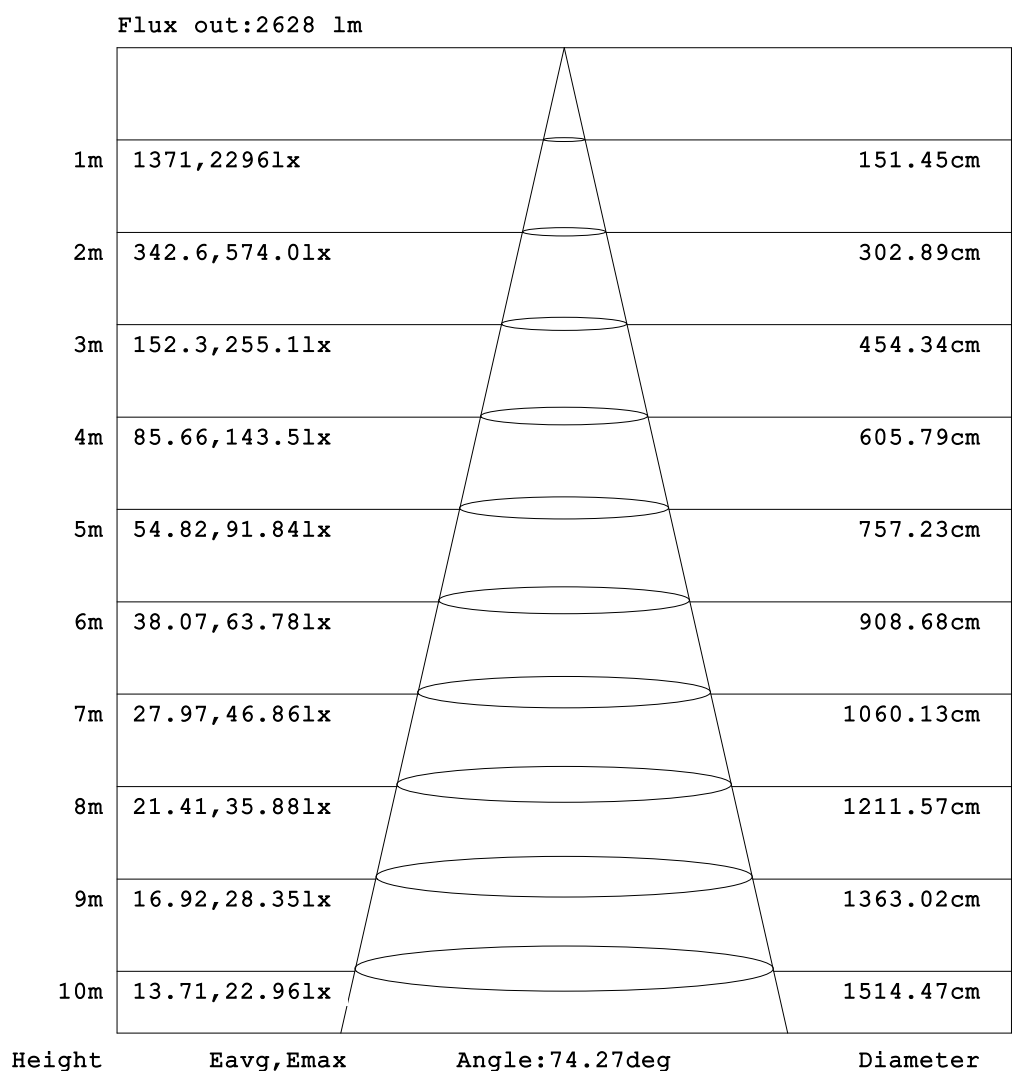 Flux out:2628 lm
1m 1371,2296lx 151.45cm
2m 342.6,574.0lx 302.89cm
3m 152.3,255.1lx 454.34cm
4m 85.66,143.5lx 605.79cm
5m 54.82,91.84lx 757.23cm
6m 38.07,63.78lx 908.68cm
7m 27.97,46.86lx 1060.13cm
8m 21.41,35.88lx 1211.57cm
9m 16.92,28.35lx 1363.02cm
10m 13.71,22.96lx 1514.47cm
Height Eavg,Emax Angle:74.27deg Diameter